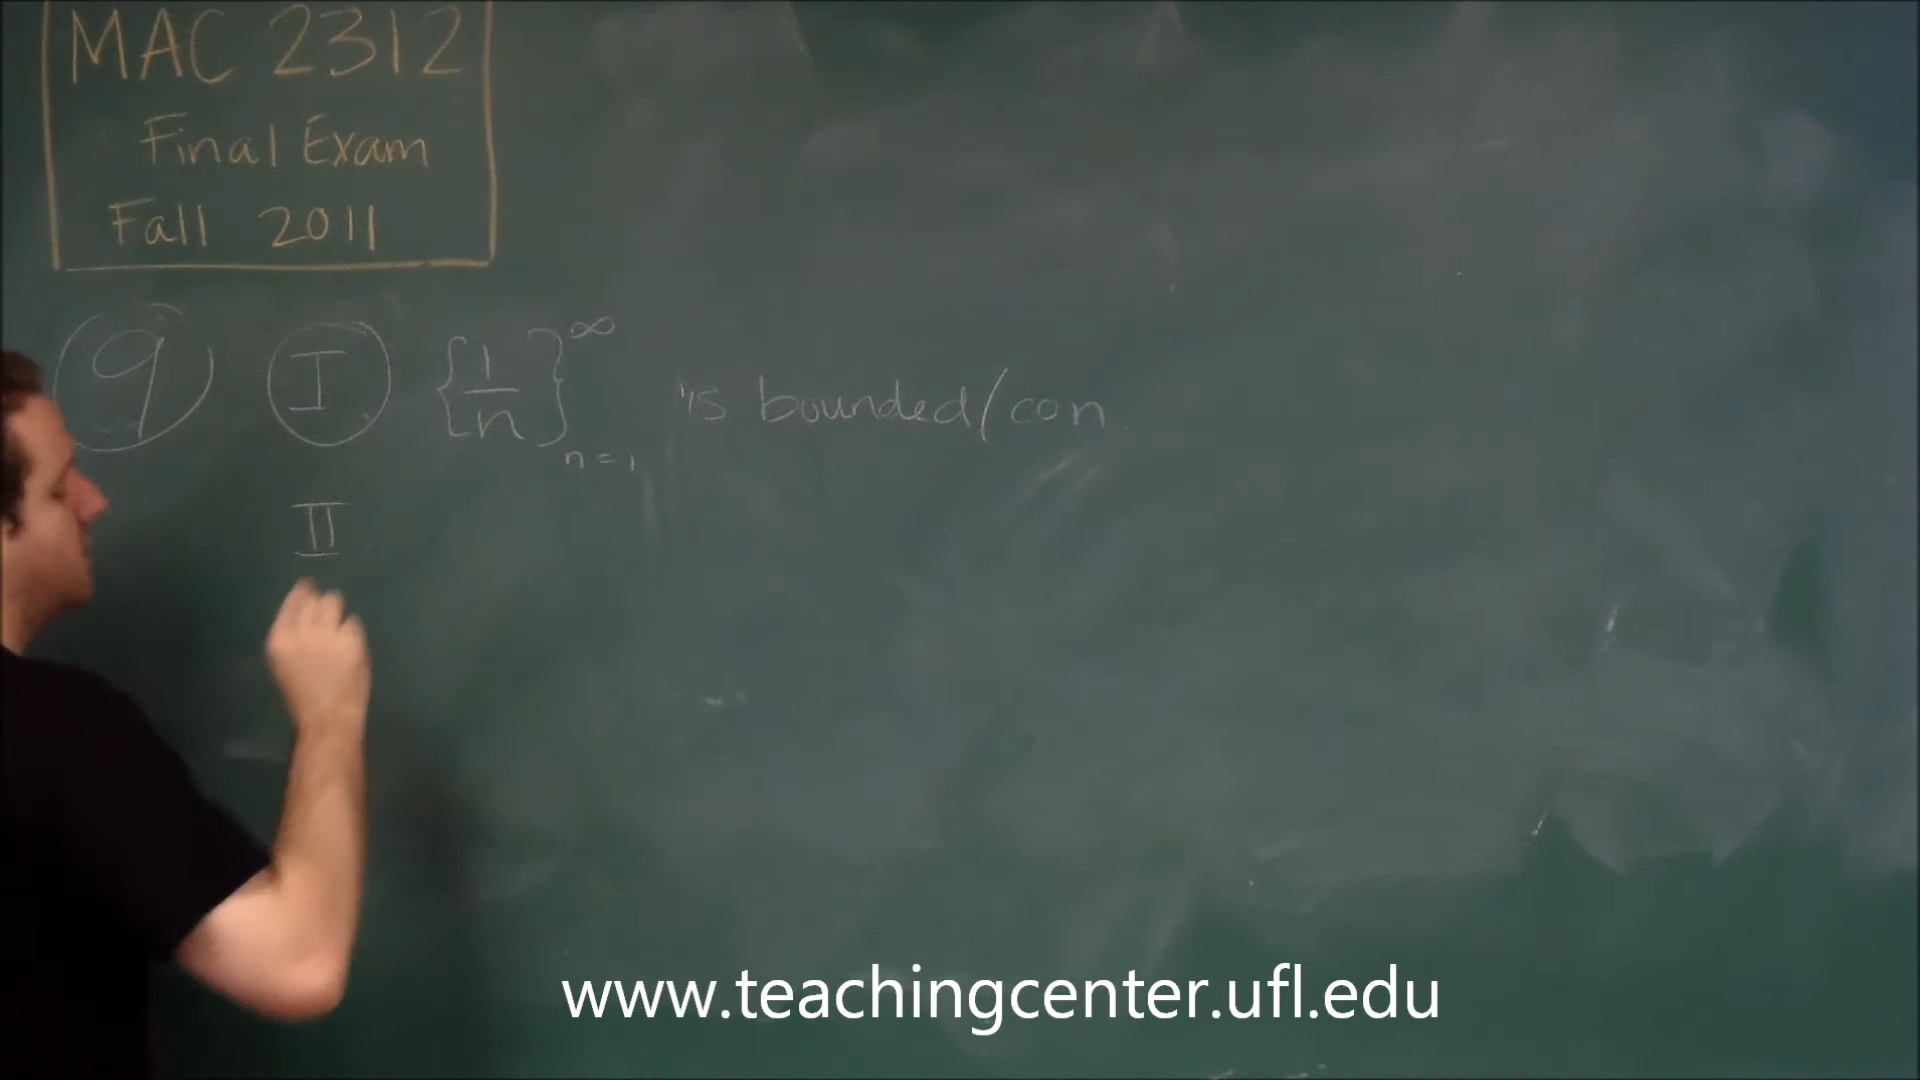 MAC 2312
Final Exam
Fall 2011
9 I {1/n}∞n=1 is bounded/con.
II
www.teachingcenter.ufl.edu